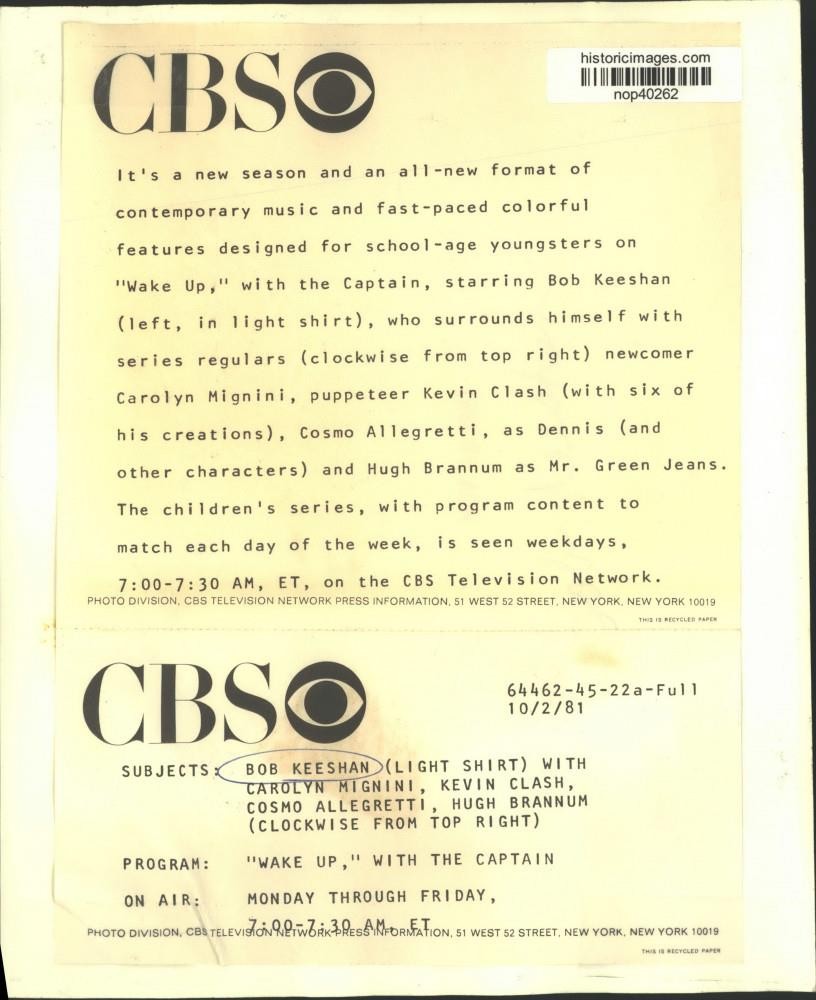 CBS
historicimages.com
nop40262
It's a new season and an all-new format of
contemporary music and fast-paced colorful
features designed for school-age youngsters on
"Wake Up," with the Captain, starring Bob Keeshan
(left, in light shirt), who surrounds himself with
series regulars (clockwise from top right) newcomer
Carolyn Mignini, puppeteer Kevin Clash (with six of
his creations), Cosmo Allegretti, as Dennis (and
other characters) and Hugh Brannum as Mr. Green Jeans.
The children's series, with program content to
match each day of the week, is seen weekdays,
7:00-7:30 AM, ET, on the CBS Television Network.
PHOTO DIVISION, CBS TELEVISION NETWORK PRESS INFORMATION, 51 WEST 52 STREET, NEW YORK, NEW YORK 10019
THIS IS RECYCLED PAPER
CBS
64462-45-22a-Full
10/2/81
SUBJECTS: BOB KEESHAN (LIGHT SHIRT) WITH
CAROLYN MIGNINI, KEVIN CLASH,
COSMO ALLEGRETTI, HUGH BRANNUM
(CLOCKWISE FROM TOP RIGHT)
PROGRAM: "WAKE UP," WITH THE CAPTAIN
ON AIR: MONDAY THROUGH FRIDAY,
7:00-7:30 AM, ET
PHOTO DIVISION, CBS TELEVISION NETWORK PRESS INFORMATION, 51 WEST 52 STREET, NEW YORK, NEW YORK 10019
THIS IS RECYCLED PAPER